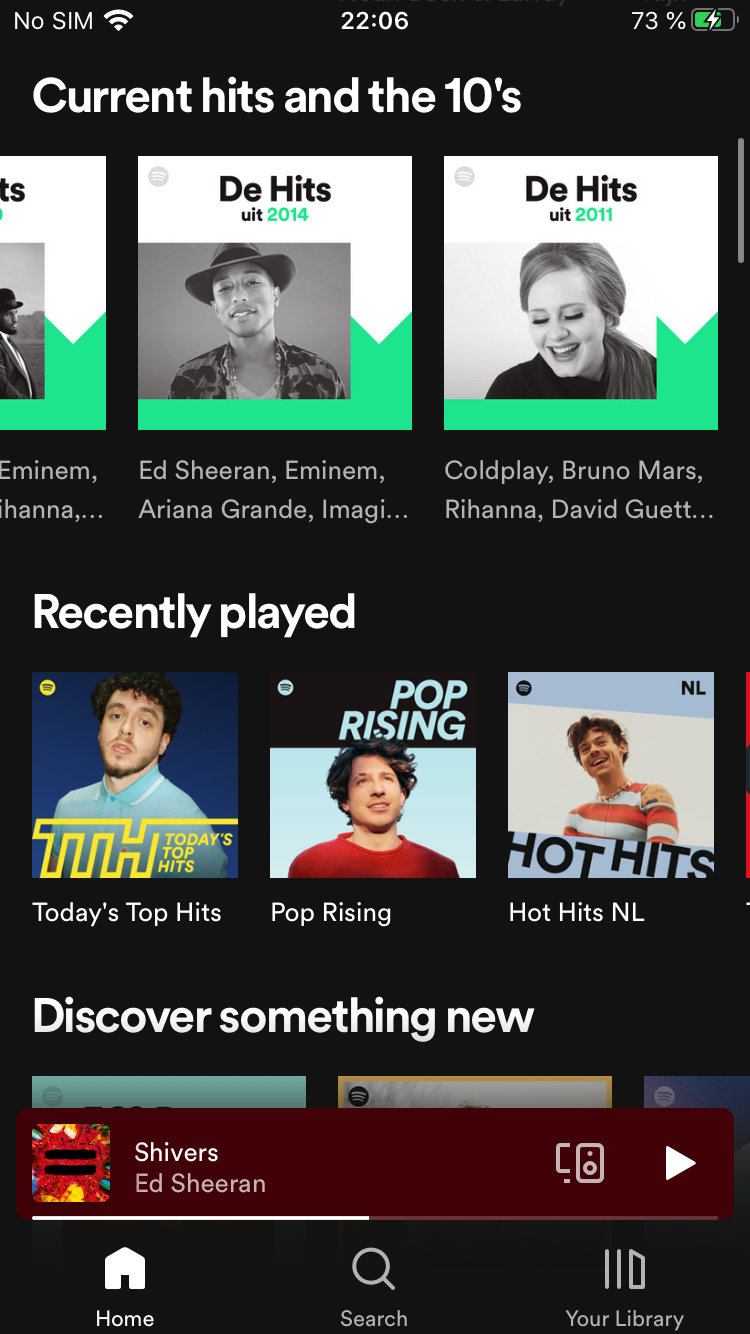 No SIM 22:06 73 %
Current hits and the 10's
ts
De Hits
uit 2014
De Hits
uit 2011
Eminem,
ihanna,...
Ed Sheeran, Eminem,
Ariana Grande, Imagi...
Coldplay, Bruno Mars,
Rihanna, David Guett...
Recently played
TTH TODAY'S
TOP
HITS
POP
RISING
NL
HOT HITS
Today's Top Hits
Pop Rising
Hot Hits NL
Discover something new
Shivers
Ed Sheeran
Home
Search
Your Library